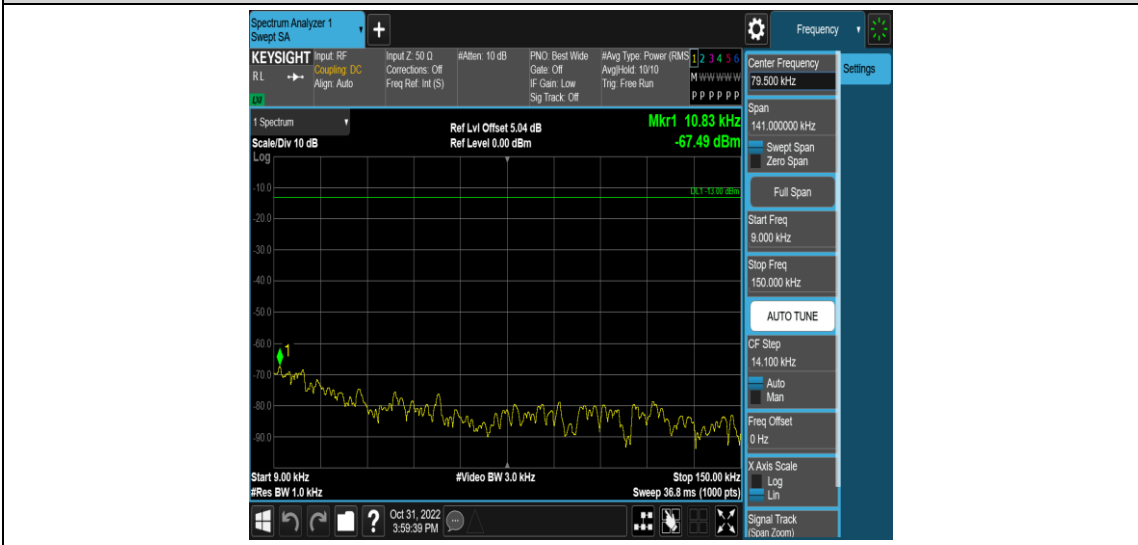 Spectrum Analyzer 1
Swept SA
+
Frequency
KEYSIGHT
RL
LXI
Input: RF
Coupling: DC
Align: Auto
Input Z: 50 Ω
Corrections: Off
Freq Ref: Int (S)
#Atten: 10 dB
PNO: Best Wide
Gate: Off
IF Gain: Low
Sig Track: Off
#Avg Type: Power (RMS
Avg|Hold: 10/10
Trig: Free Run
1 2 3 4 5 6
M W W W W W
P P P P P P
Center Frequency
79.500 kHz
Settings
Span
141.000000 kHz
Swept Span
Zero Span
Full Span
Start Freq
9.000 kHz
Stop Freq
150.000 kHz
AUTO TUNE
CF Step
14.100 kHz
Auto
Man
Freq Offset
0 Hz
X Axis Scale
Log
Lin
Signal Track
(Span Zoom)
1 Spectrum
Scale/Div 10 dB
Log
Ref Lvl Offset 5.04 dB
Ref Level 0.00 dBm
Mkr1 10.83 kHz
-67.49 dBm
DL1 -13.00 dBm
-10.0
-20.0
-30.0
-40.0
-50.0
-60.0
1
-70.0
-80.0
-90.0
Start 9.00 kHz
#Res BW 1.0 kHz
#Video BW 3.0 kHz
Stop 150.00 kHz
Sweep 36.8 ms (1000 pts)
?
Oct 31, 2022
3:59:39 PM